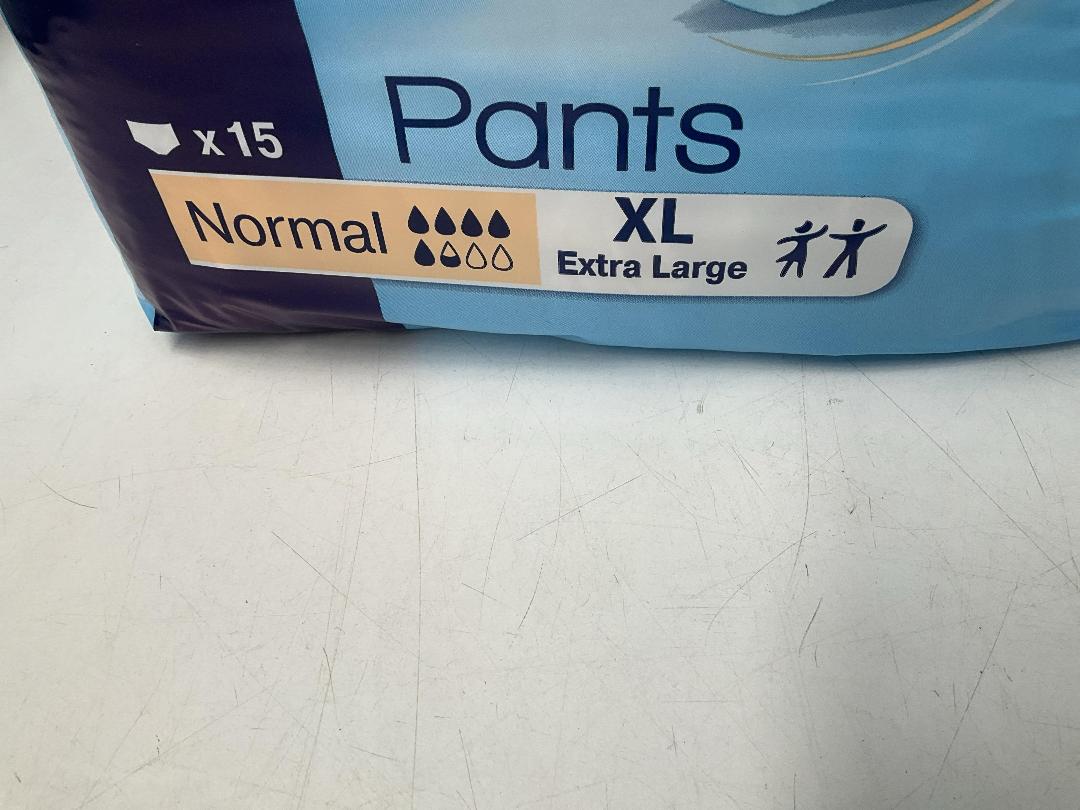 Pants
x15
Normal
XL
Extra Large